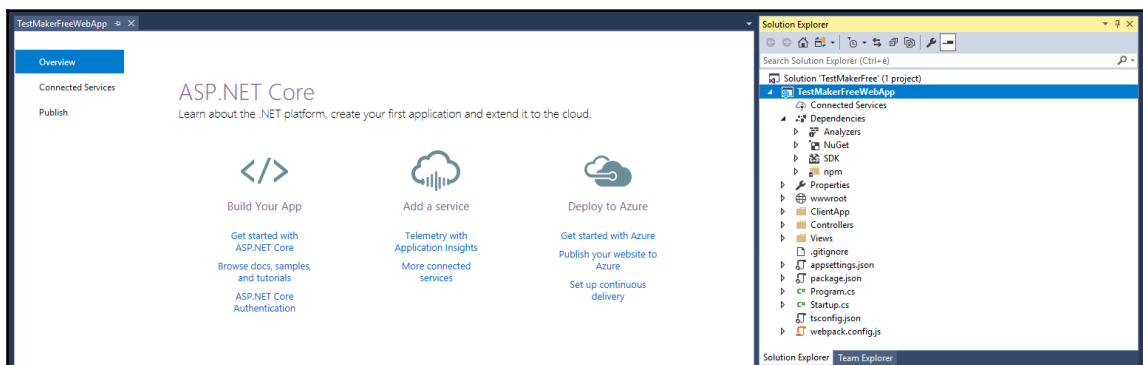 TestMakerFreeWebApp
Overview
Connected Services
Publish
ASP.NET Core
Learn about the .NET platform, create your first application and extend it to the cloud.
Build Your App
Get started with
ASP.NET Core
Browse docs, samples,
and tutorials
ASP.NET Core
Authentication
Add a service
Telemetry with
Application Insights
More connected
services
Deploy to Azure
Get started with Azure
Publish your website to
Azure
Set up continuous
delivery
Solution Explorer
Search Solution Explorer (Ctrl+è)
Solution 'TestMakerFree' (1 project)
TestMakerFreeWebApp
Connected Services
Dependencies
Analyzers
NuGet
SDK
npm
Properties
wwwroot
ClientApp
Controllers
Views
.gitignore
appsettings.json
package.json
C# Program.cs
C# Startup.cs
tsconfig.json
webpack.config.js
Solution Explorer Team Explorer